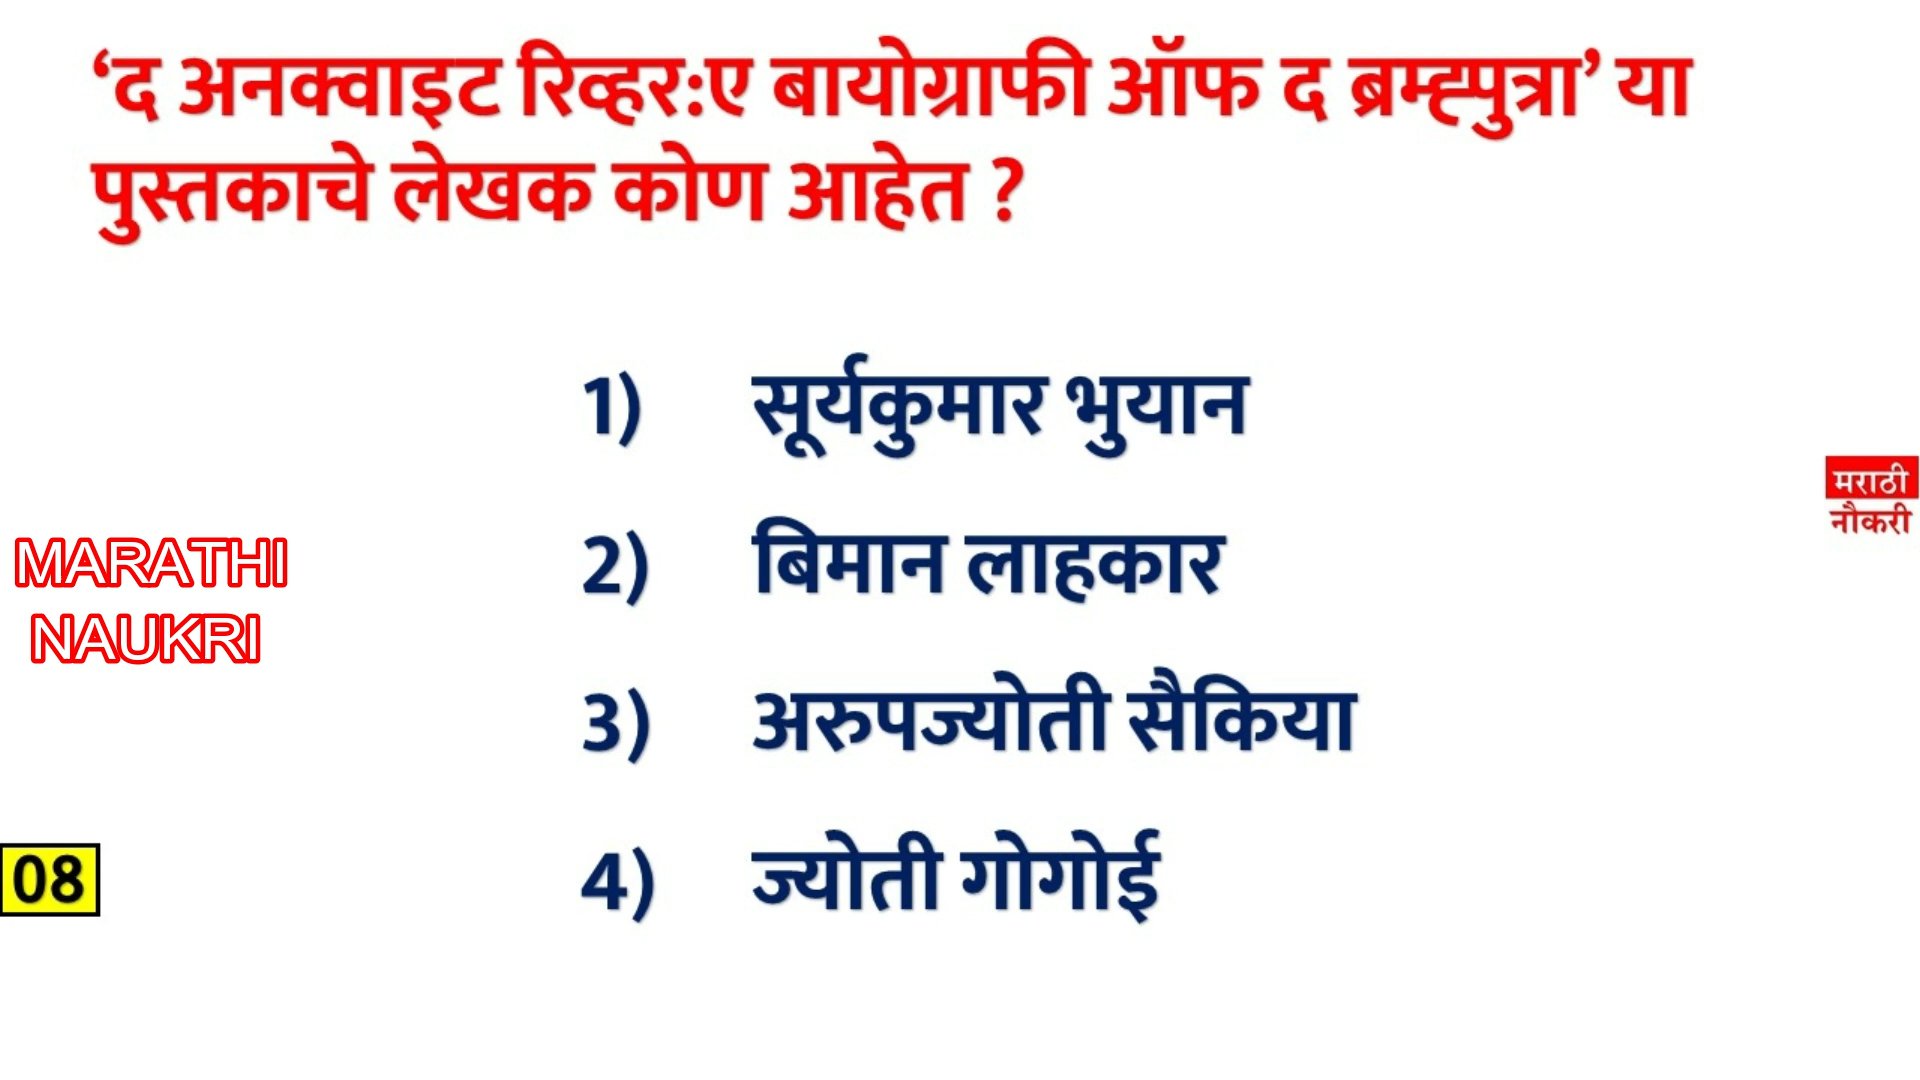 ‘द अनक्वाइट रिव्हर:ए बायोग्राफी ऑफ द ब्रम्ह्पुत्रा’ या
पुस्तकाचे लेखक कोण आहेत ?
1) सूर्यकुमार भुयान
2) बिमान लाहकार
3) अरुपज्योती सैकिया
4) ज्योती गोगोई
मराठी
नौकरी
MARATHI
NAUKRI
08